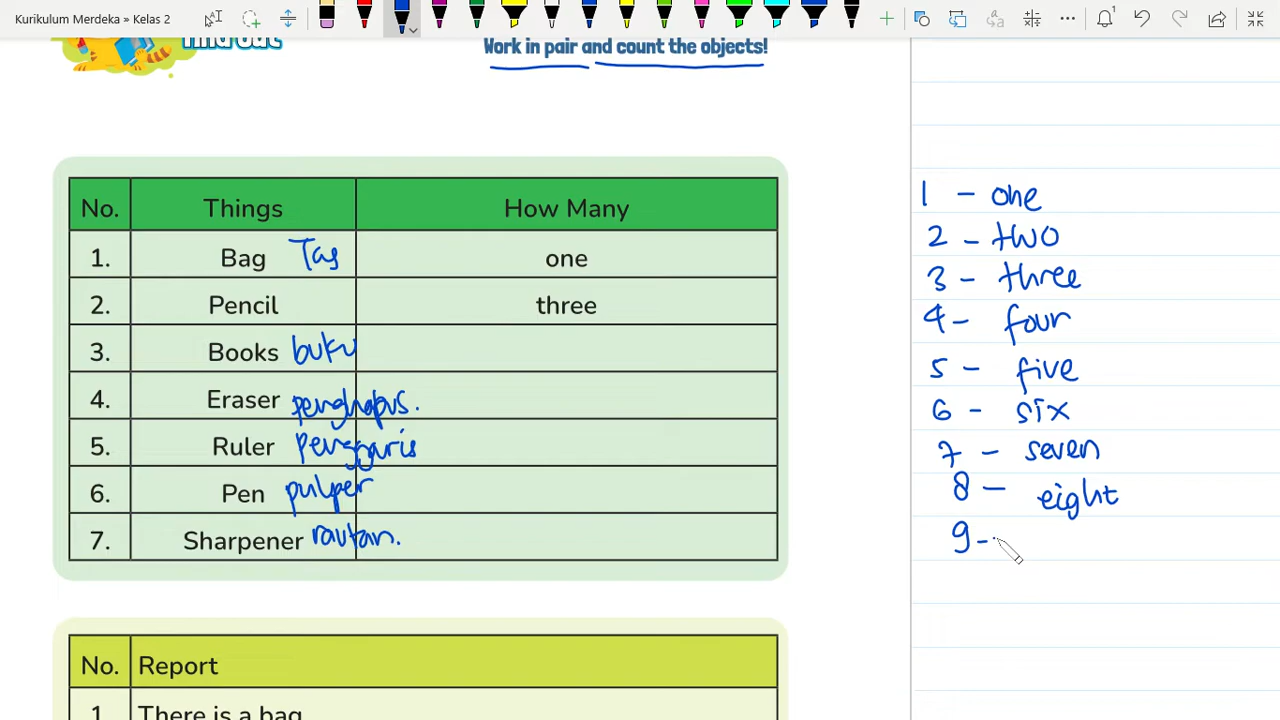 Kurikulum Merdeka » Kelas 2
find out
Work in pair and count the objects!
No. Things How Many
1. Bag Tas one
2. Pencil three
3. Books buku
4. Eraser penghapus.
5. Ruler penggaris
6. Pen pulper
7. Sharpener rautan.
No. Report
1. There is a bag
1 - one
2 - two
3 - three
4 - four
5 - five
6 - six
7 - seven
8 - eight
9 -